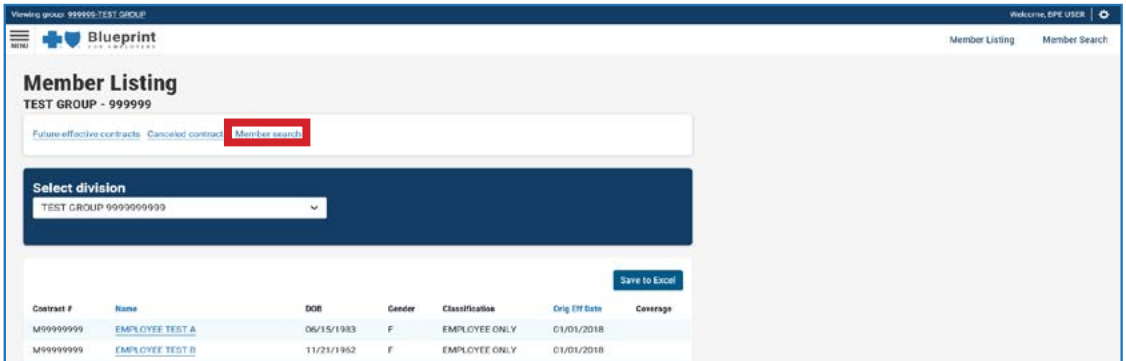 Viewing group: 999999-TEST GROUP Welcome, BPE USER
MENU Blueprint Member Listing Member Search
FOR EMPLOYERS
Member Listing
TEST GROUP - 999999
Future effective contracts Canceled contract Member search
Select division
TEST GROUP 9999999999
Save to Excel
Contract # Name DOB Gender Classification Orig Eff Date Coverage
M99999999 EMPLOYEE TEST A 06/15/1983 F EMPLOYEE ONLY 01/01/2018
M99999999 EMPLOYEE TEST B 11/21/1962 F EMPLOYEE ONLY 01/01/2018